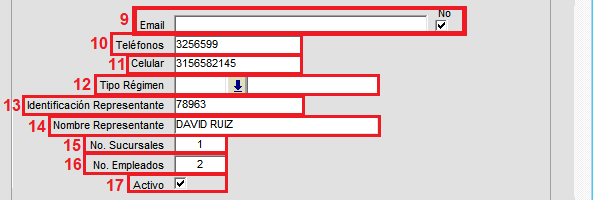 No
9 Email
10 Teléfonos 3256599
11 Celular 3156582145
12 Tipo Régimen
13 Identificación Representante 78963
14 Nombre Representante DAVID RUIZ
15 No. Sucursales 1
16 No. Empleados 2
17 Activo